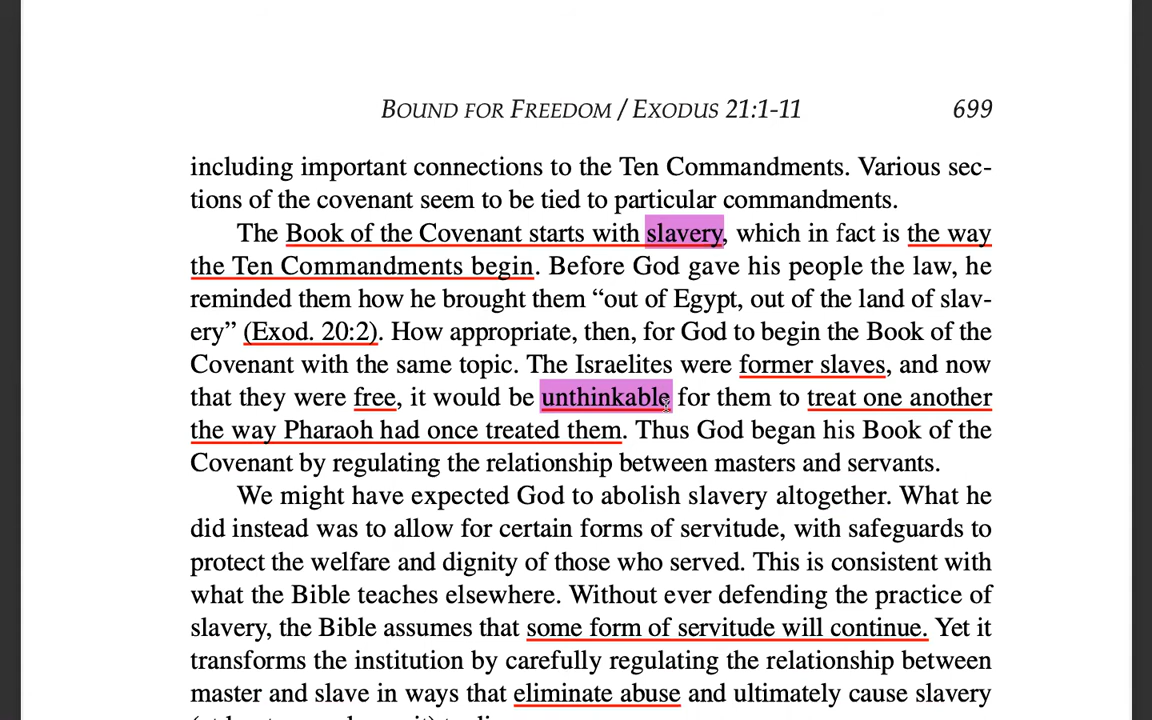 BOUND FOR FREEDOM / EXODUS 21:1-11 699
including important connections to the Ten Commandments. Various sec-
tions of the covenant seem to be tied to particular commandments.
The Book of the Covenant starts with slavery, which in fact is the way
the Ten Commandments begin. Before God gave his people the law, he
reminded them how he brought them “out of Egypt, out of the land of slav-
ery” (Exod. 20:2). How appropriate, then, for God to begin the Book of the
Covenant with the same topic. The Israelites were former slaves, and now
that they were free, it would be unthinkable for them to treat one another
the way Pharaoh had once treated them. Thus God began his Book of the
Covenant by regulating the relationship between masters and servants.
We might have expected God to abolish slavery altogether. What he
did instead was to allow for certain forms of servitude, with safeguards to
protect the welfare and dignity of those who served. This is consistent with
what the Bible teaches elsewhere. Without ever defending the practice of
slavery, the Bible assumes that some form of servitude will continue. Yet it
transforms the institution by carefully regulating the relationship between
master and slave in ways that eliminate abuse and ultimately cause slavery